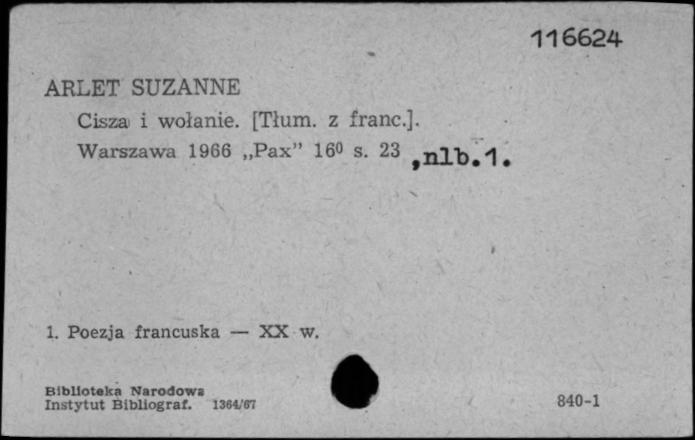 116624
ARLET SUZANNE
Cisza i wołanie. [Tłum. z franc.].
Warszawa 1966 „Pax” 16⁰ s. 23 ,nlb.1.
1. Poezja francuska — XX w.
Biblioteka Narodowa
Instytut Bibliograf. 1364/67
840-1